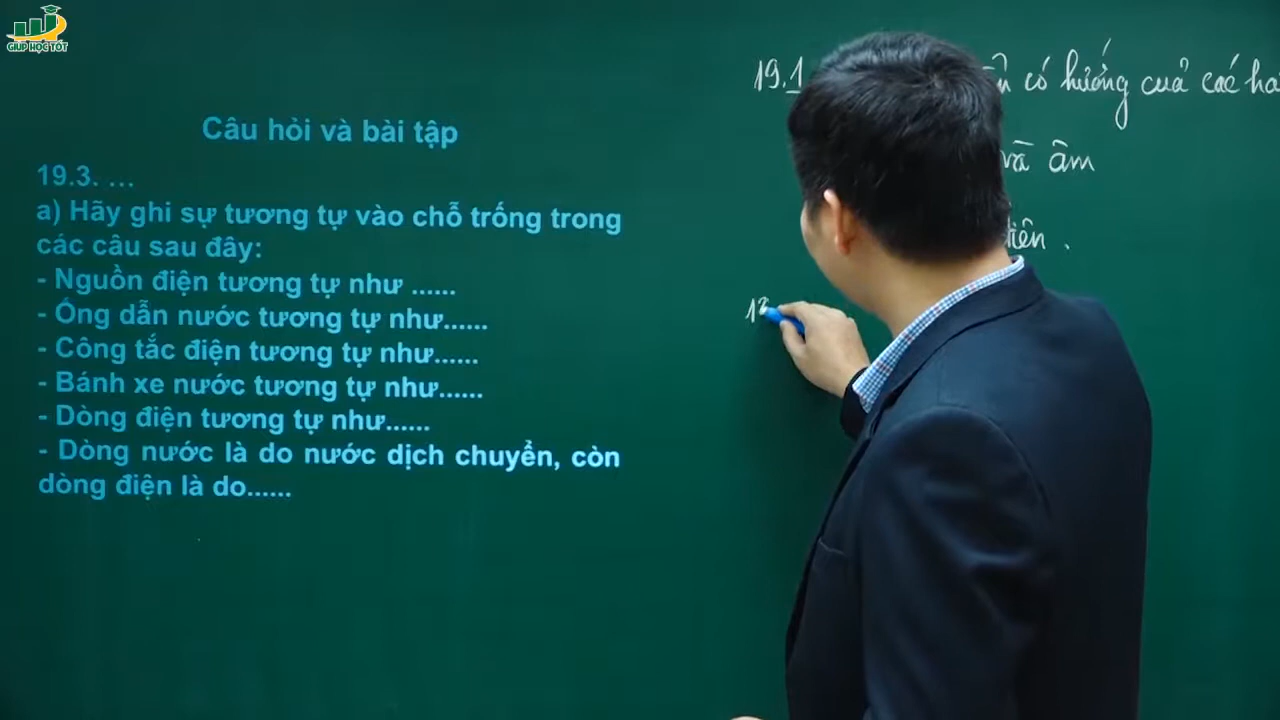 GIÚP HỌC TỐT
Câu hỏi và bài tập
19.3. ...
a) Hãy ghi sự tương tự vào chỗ trống trong
các câu sau đây:
- Nguồn điện tương tự như ......
- Ống dẫn nước tương tự như......
- Công tắc điện tương tự như......
- Bánh xe nước tương tự như......
- Dòng điện tương tự như......
- Dòng nước là do nước dịch chuyển, còn
dòng điện là do......
19.1 có hướng của các
và âm